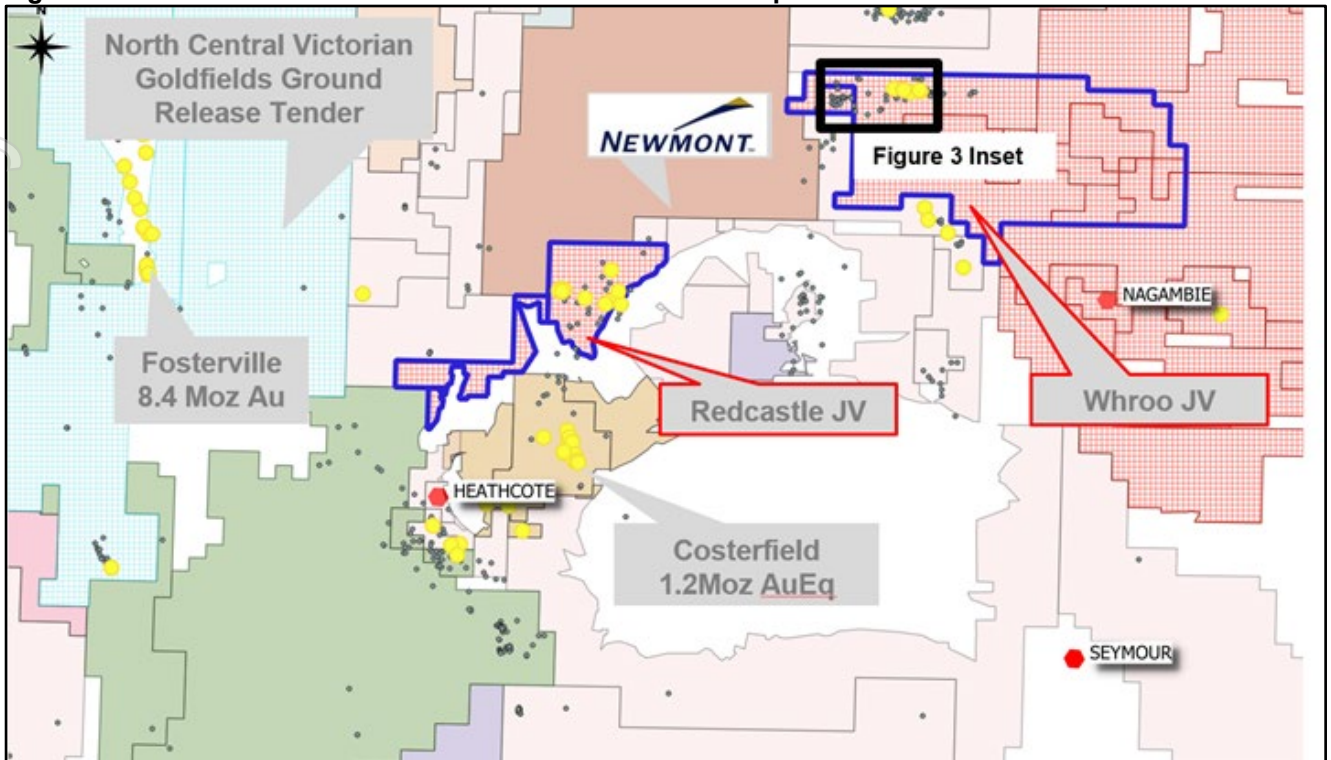 N
North Central Victorian
Goldfields Ground
Release Tender
NEWMONT
Figure 3 Inset
NAGAMBIE
Fosterville
8.4 Moz Au
Redcastle JV
Whroo JV
HEATHCOTE
Costerfield
1.2Moz AuEq
SEYMOUR